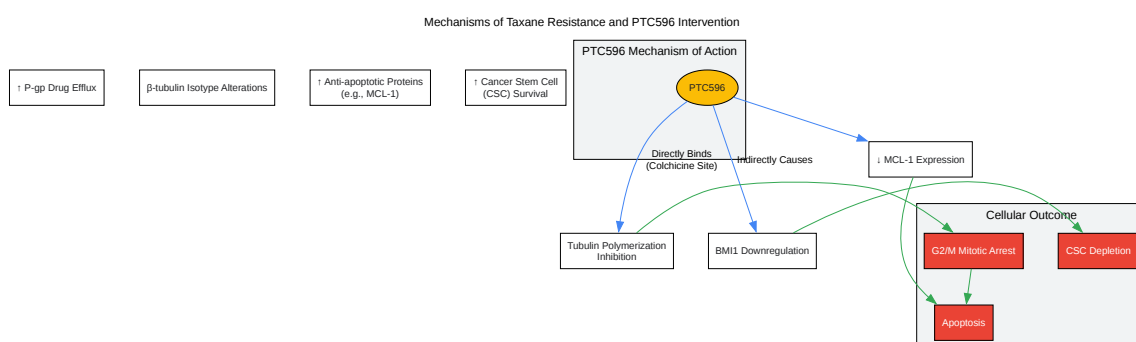 Mechanisms of Taxane Resistance and PTC596 Intervention
PTC596 Mechanism of Action
↑ P-gp Drug Efflux
β-tubulin Isotype Alterations
↑ Anti-apoptotic Proteins
(e.g., MCL-1)
↑ Cancer Stem Cell
(CSC) Survival
PTC596
Directly Binds
(Colchicine Site)
Indirectly Causes
↓ MCL-1 Expression
Cellular Outcome
Tubulin Polymerization
Inhibition
BMI1 Downregulation
G2/M Mitotic Arrest
CSC Depletion
Apoptosis